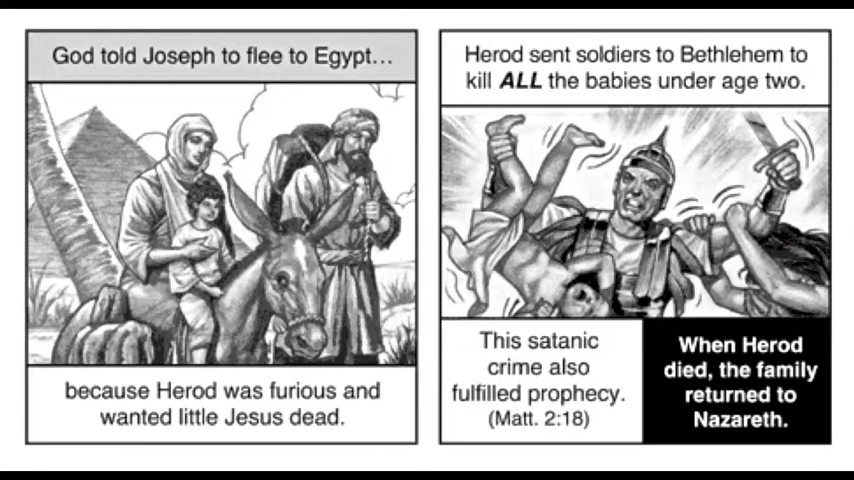 God told Joseph to flee to Egypt...
because Herod was furious and
wanted little Jesus dead.
Herod sent soldiers to Bethlehem to
kill ALL the babies under age two.
This satanic
crime also
fulfilled prophecy.
(Matt. 2:18)
When Herod
died, the family
returned to
Nazareth.